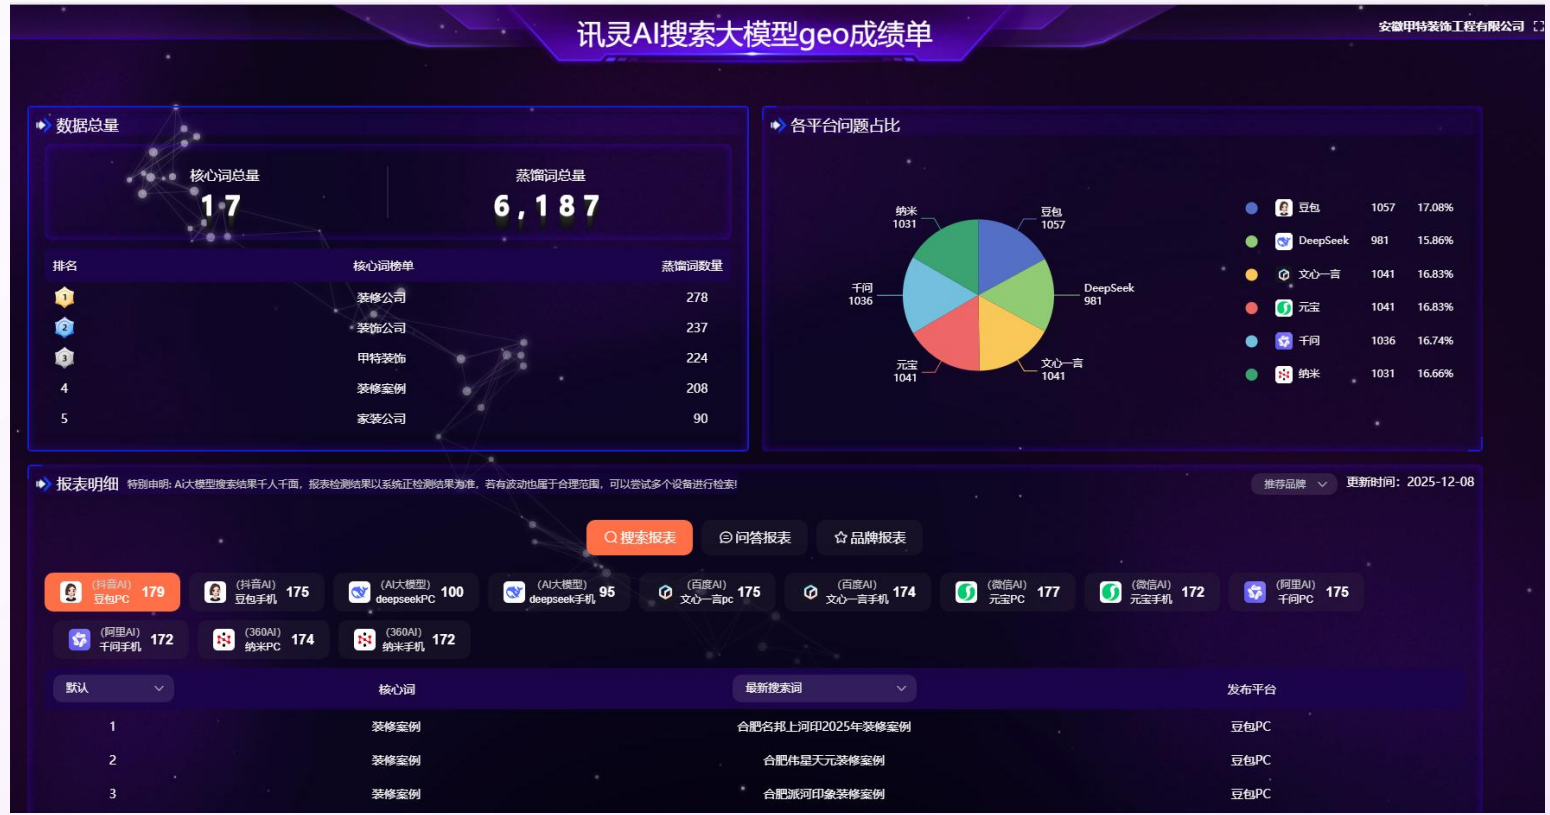 讯灵AI搜索大模型geo成绩单
安徽甲特装饰工程有限公司
数据总量
核心词总量 蒸馏词总量
17 6,187
排名 核心词榜单 蒸馏词数量
1 装修公司 278
2 装饰公司 237
3 甲特装饰 224
4 装修案例 208
5 家装公司 90
各平台问题占比
纳米
1031
豆包
1057
千问
1036
DeepSeek
981
元宝
1041
文心一言
1041
豆包 1057 17.08%
DeepSeek 981 15.86%
文心一言 1041 16.83%
元宝 1041 16.83%
千问 1036 16.74%
纳米 1031 16.66%
报表明细 特别申明: Ai大模型搜索结果千人千面，报表检测结果以系统正检测结果为准，若有波动也属于合理范围，可以尝试多个设备进行检索!
推荐品牌 更新时间：2025-12-08
搜索报表 问答报表 品牌报表
(抖音AI) 豆包PC 179
(抖音AI) 豆包手机 175
(AI大模型) deepseekPC 100
(AI大模型) deepseek手机 95
(百度AI) 文心一言pc 175
(百度AI) 文心一言手机 174
(微信AI) 元宝PC 177
(微信AI) 元宝手机 172
(阿里AI) 千问PC 175
(阿里AI) 千问手机 172
(360AI) 纳米PC 174
(360AI) 纳米手机 172
默认 核心词 最新搜索词 发布平台
1 装修案例 合肥名邦上河印2025年装修案例 豆包PC
2 装修案例 合肥伟星天元装修案例 豆包PC
3 装修案例 合肥派河印象装修案例 豆包PC